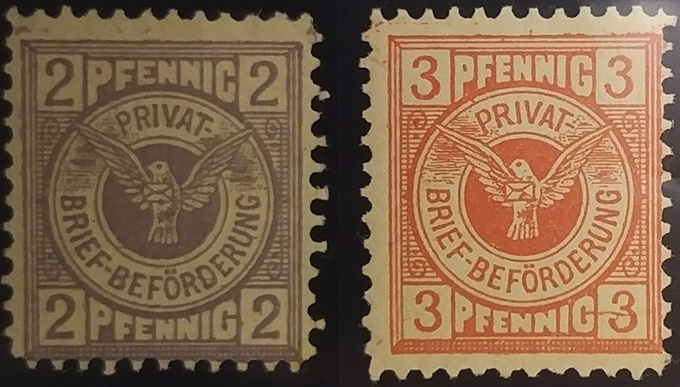 2 PFENNIG 2
PRIVAT-
BRIEF-BEFÖRDERUNG
2 PFENNIG 2
3 PFENNIG 3
PRIVAT-
BRIEF-BEFÖRDERUNG
3 PFENNIG 3